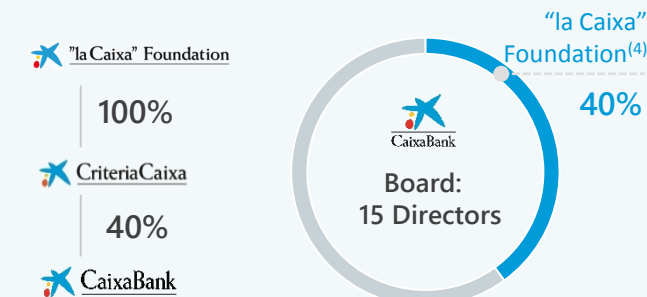 "la Caixa" Foundation
100%
CriteriaCaixa
40%
CaixaBank
CaixaBank
Board:
15 Directors
“la Caixa”
Foundation(4)
40%